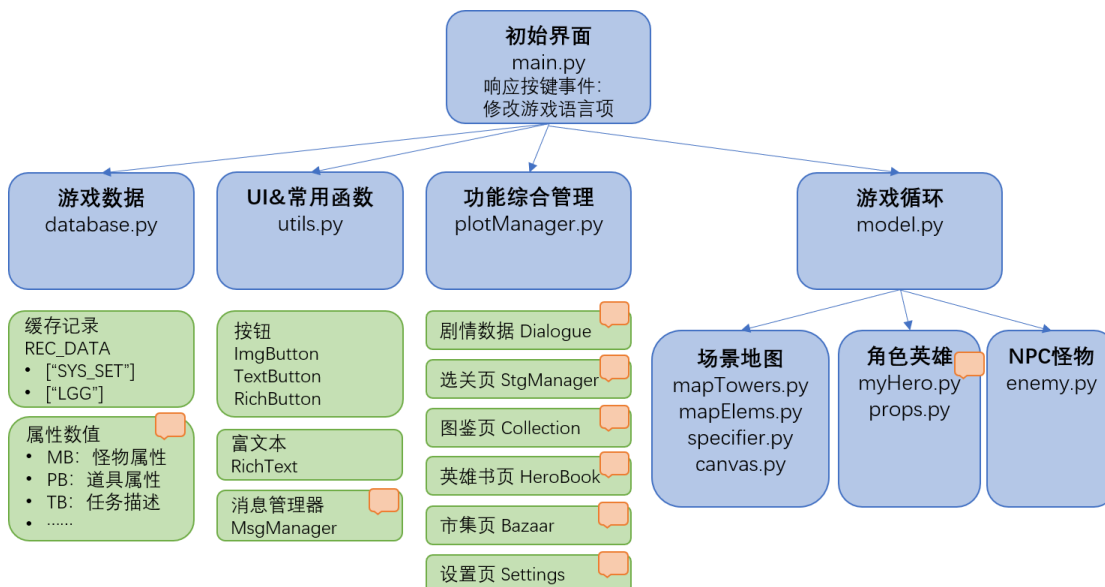 初始界面
main.py
响应按键事件：
修改游戏语言项
游戏数据
database.py
UI&常用函数
utils.py
功能综合管理
plotManager.py
游戏循环
model.py
缓存记录
REC_DATA
• [“SYS_SET”]
• [“LGG”]
属性数值
• MB：怪物属性
• PB：道具属性
• TB：任务描述
• ……
按钮
ImgButton
TextButton
RichButton
富文本
RichText
消息管理器
MsgManager
剧情数据 Dialogue
选关页 StgManager
图鉴页 Collection
英雄书页 HeroBook
市集页 Bazaar
设置页 Settings
场景地图
mapTowers.py
mapElems.py
specifier.py
canvas.py
角色英雄
myHero.py
props.py
NPC怪物
enemy.py